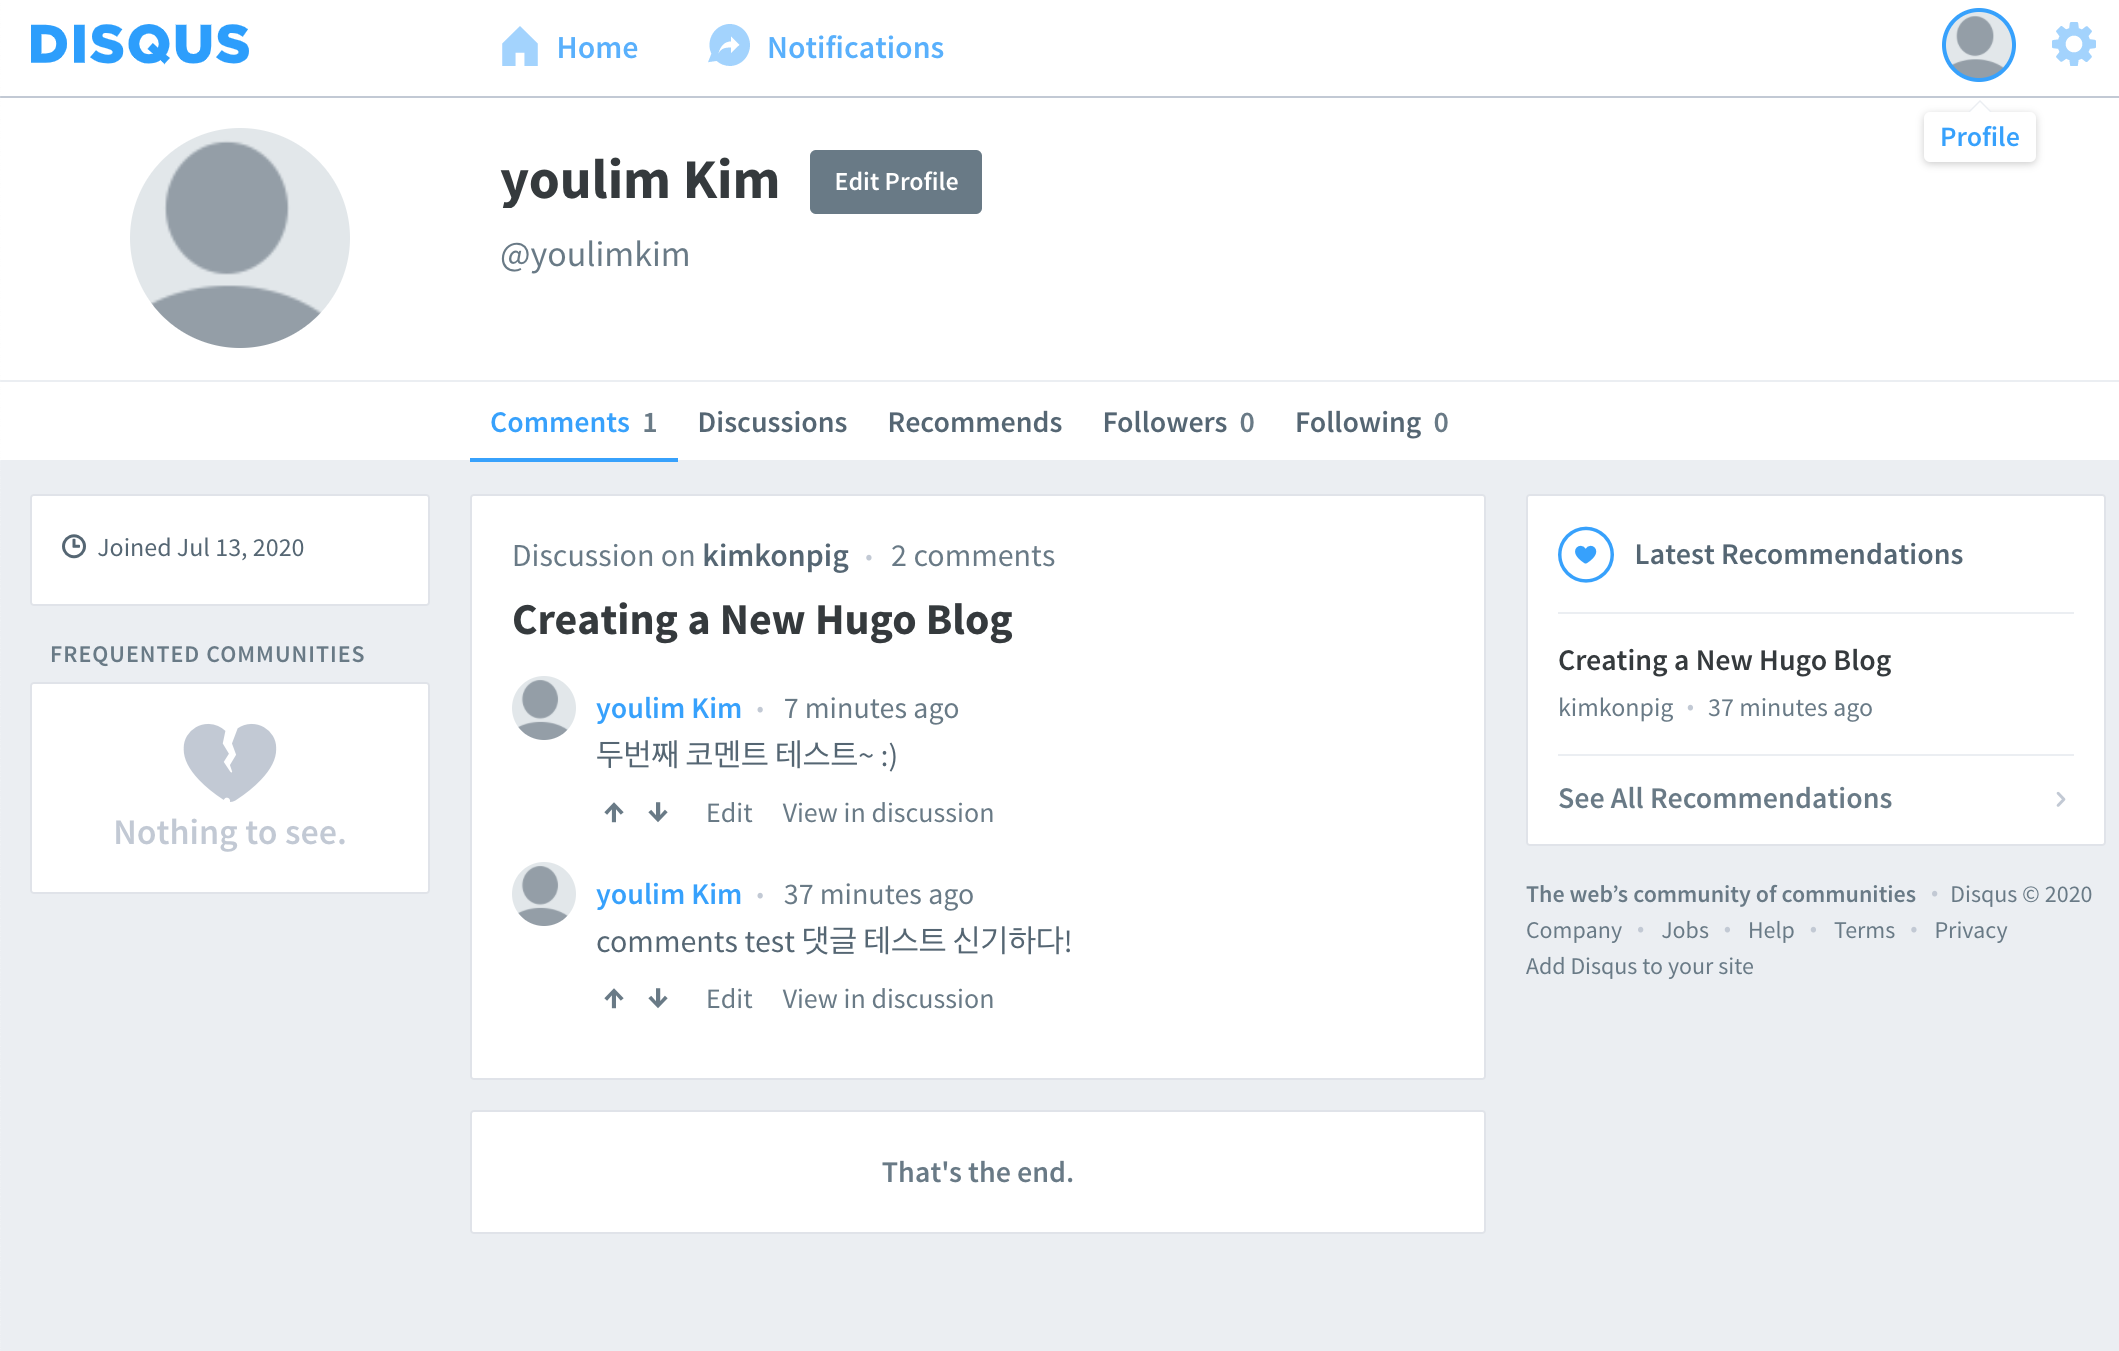 DISQUS
Home
Notifications
Profile
youlim Kim
Edit Profile
@youlimkim
Comments 1
Discussions
Recommends
Followers 0
Following 0
Joined Jul 13, 2020
FREQUENTED COMMUNITIES
Nothing to see.
Discussion on kimkonpig • 2 comments
Creating a New Hugo Blog
youlim Kim • 7 minutes ago
두번째 코멘트 테스트~ :)
Edit View in discussion
youlim Kim • 37 minutes ago
comments test 댓글 테스트 신기하다!
Edit View in discussion
That's the end.
Latest Recommendations
Creating a New Hugo Blog
kimkonpig • 37 minutes ago
See All Recommendations
The web’s community of communities • Disqus © 2020
Company • Jobs • Help • Terms • Privacy
Add Disqus to your site